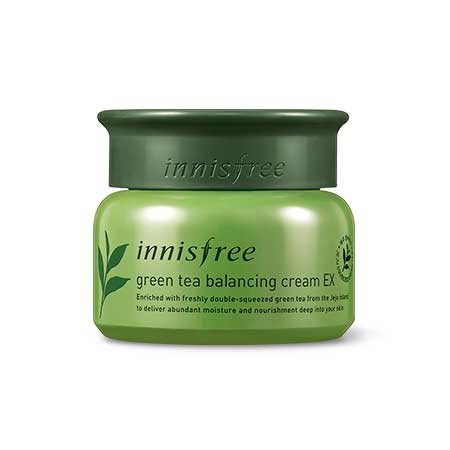 innisfree
innisfree
green tea balancing cream EX
Enriched with freshly double-squeezed green tea from the Jeju Island
to deliver abundant moisture and nourishment deep into your skin.